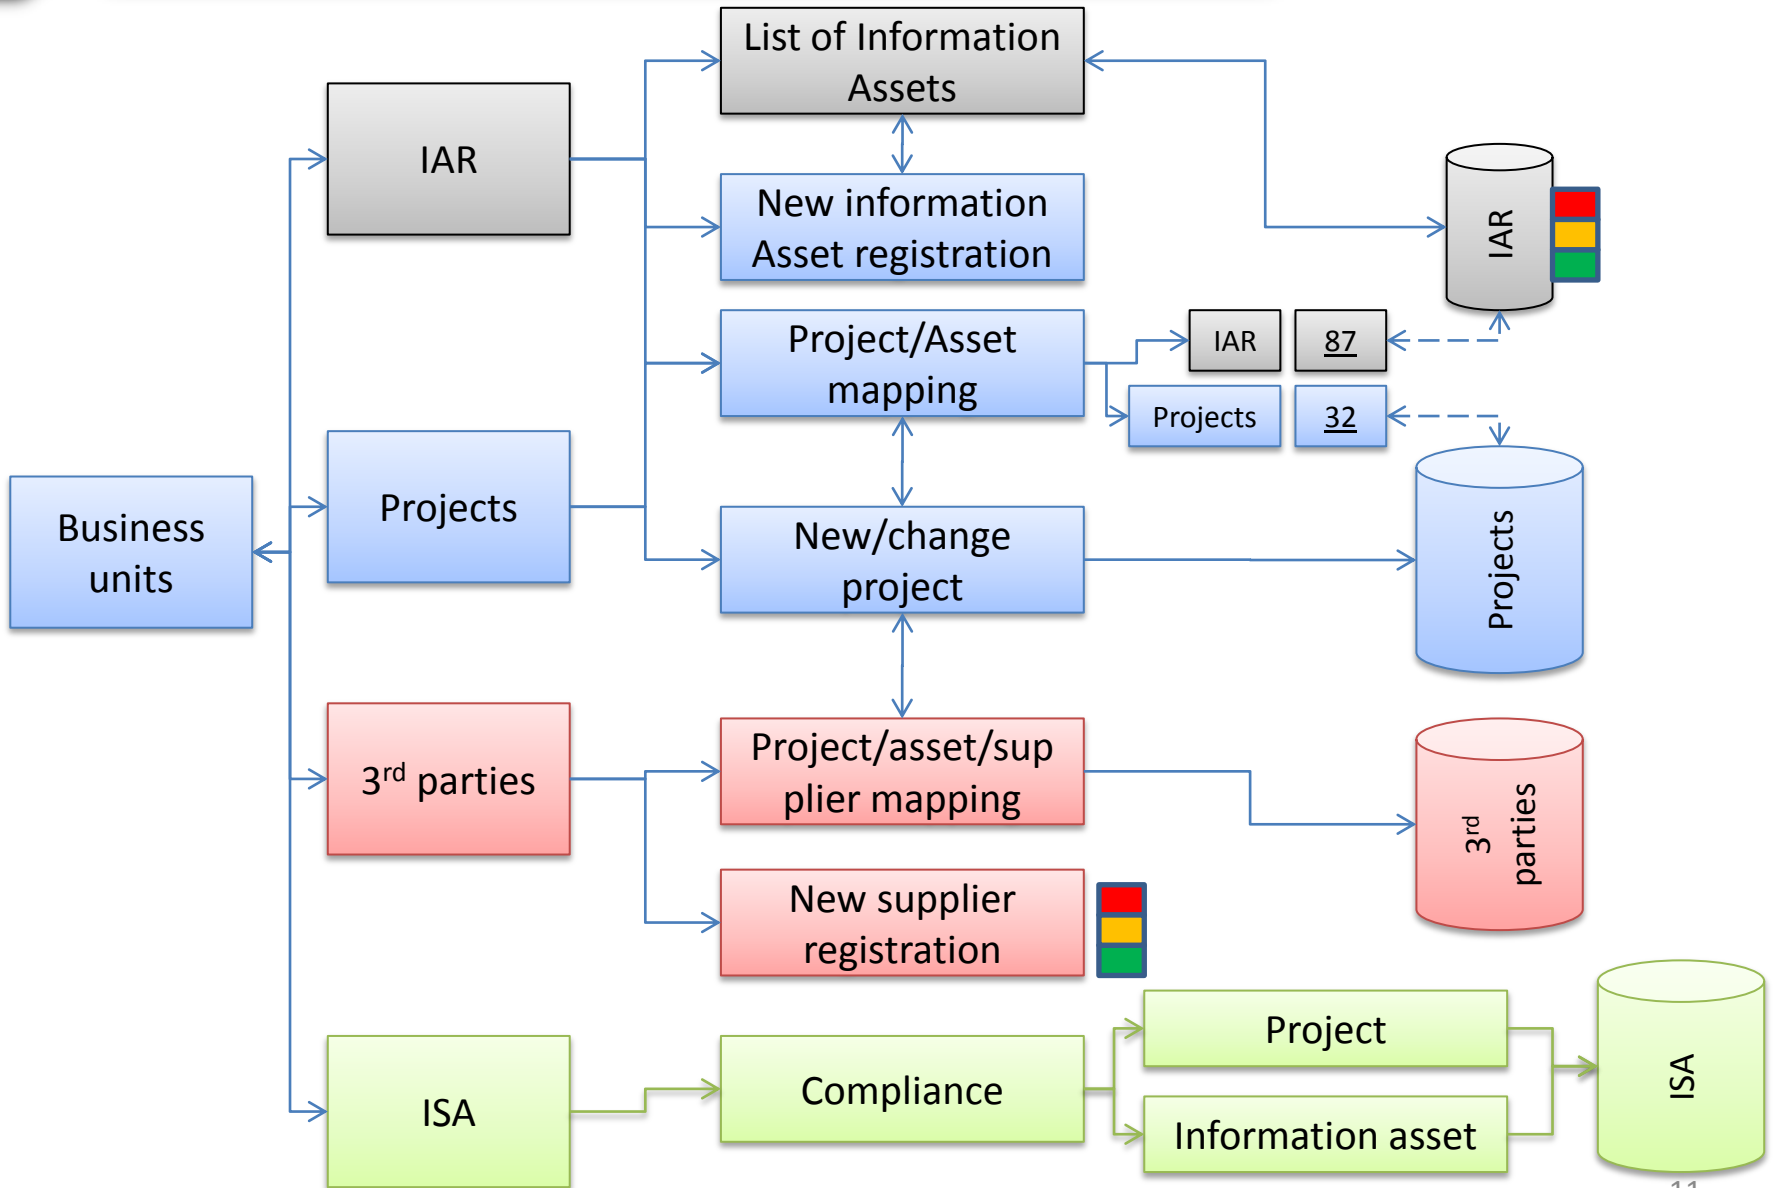 List of Information
Assets
IAR
New information
Asset registration
IAR
Project/Asset
mapping
IAR
87
Projects
32
Business
units
Projects
New/change
project
Projects
3rd parties
Project/asset/sup
plier mapping
3rd
parties
New supplier
registration
ISA
Compliance
Project
Information asset
ISA
11